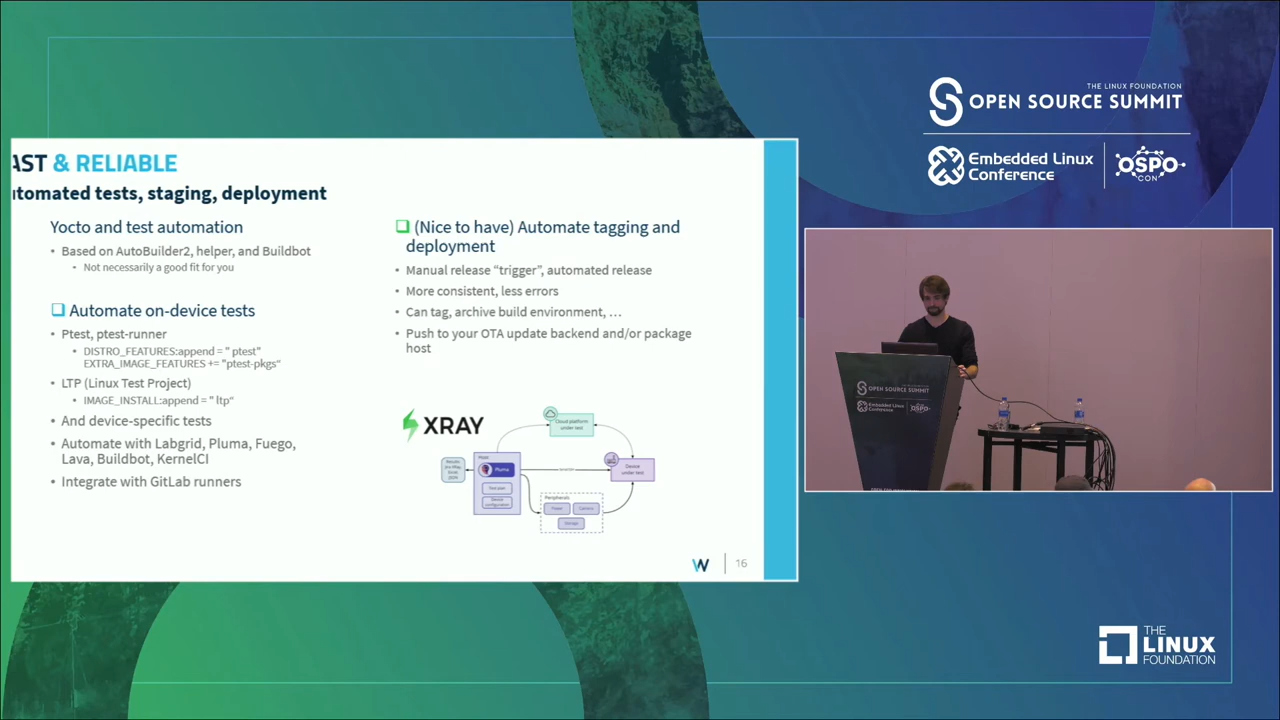 THE LINUX FOUNDATION
OPEN SOURCE SUMMIT
Embedded Linux
Conference
OSPO
CON
AST & RELIABLE
utomated tests, staging, deployment
Yocto and test automation
• Based on AutoBuilder2, helper, and Buildbot
• Not necessarily a good fit for you
Automate on-device tests
• Ptest, ptest-runner
• DISTRO_FEATURES:append = " ptest"
EXTRA_IMAGE_FEATURES += "ptest-pkgs"
• LTP (Linux Test Project)
• IMAGE_INSTALL:append = " ltp"
• And device-specific tests
• Automate with Labgrid, Pluma, Fuego,
Lava, Buildbot, KernelCI
• Integrate with GitLab runners
(Nice to have) Automate tagging and
deployment
• Manual release “trigger”, automated release
• More consistent, less errors
• Can tag, archive build environment, …
• Push to your OTA update backend and/or package
host
XRAY
Cloud platform
under test
Host
Pluma
Test plan
Device
configuration
Device
under test
Peripherals
Power
Camera
Storage
W
16
OPEN SOURCE SUMMIT
Embedded Linux
Conference
THE
LINUX
FOUNDATION